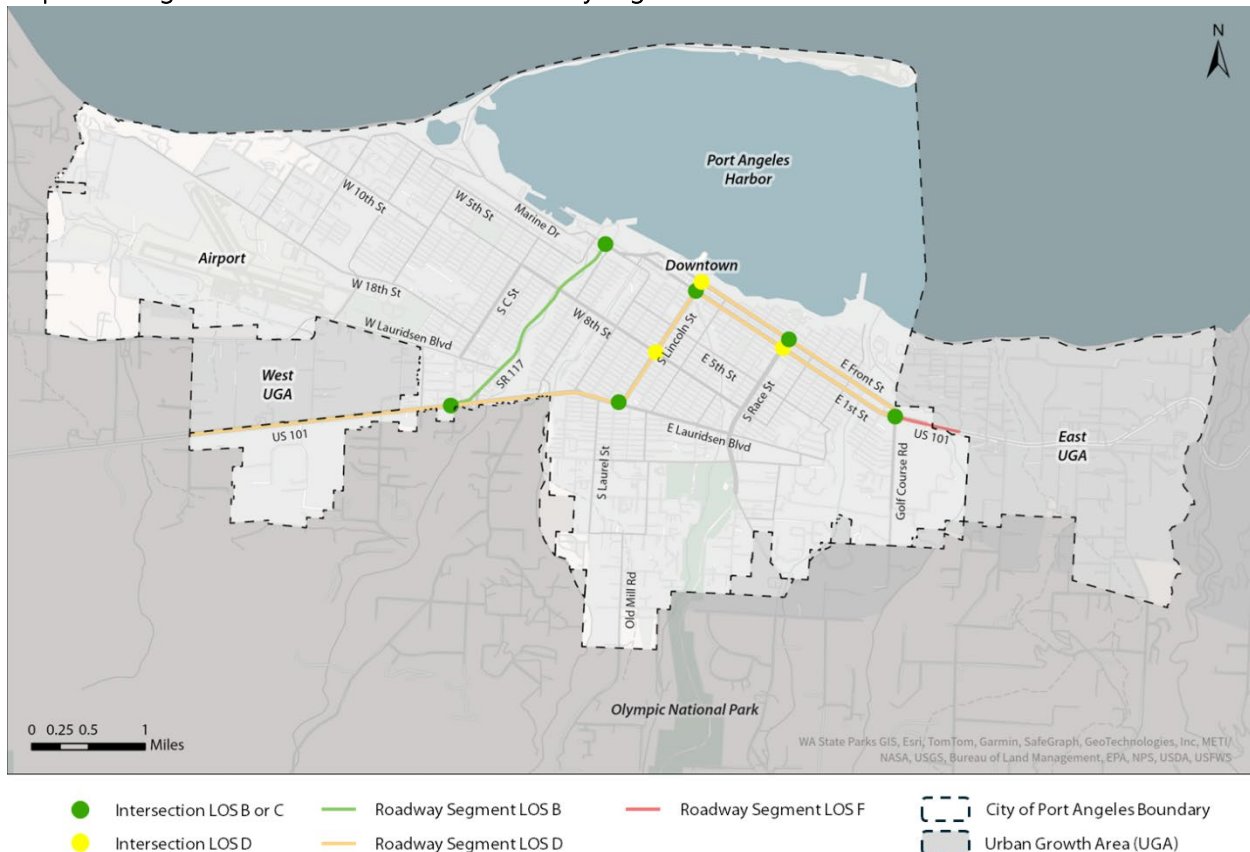 N
Port Angeles
Harbor
W 10th St
W 5th St
Marine Dr
Airport
Downtown
S C St
W 18th St
W Lauridsen Blvd
W 8th St
S Lincoln St
E 5th St
E Front St
SR 117
S Race St
E 1st St
West
UGA
US 101
E Lauridsen Blvd
US 101
East
UGA
S Laurel St
Golf Course Rd
Old Mill Rd
Olympic National Park
0 0.25 0.5 1
Miles
WA State Parks GIS, Esri, TomTom, Garmin, SafeGraph, GeoTechnologies, Inc, METI/
NASA, USGS, Bureau of Land Management, EPA, NPS, USDA, USFWS
Intersection LOS B or C
Roadway Segment LOS B
Roadway Segment LOS F
City of Port Angeles Boundary
Intersection LOS D
Roadway Segment LOS D
Urban Growth Area (UGA)